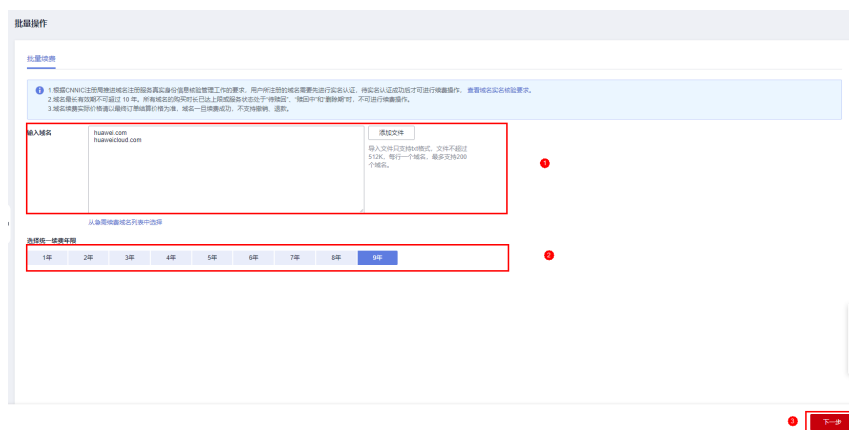 批量操作
批量续费
1.根据CNNIC注册局推进域名注册服务真实身份信息核验管理工作的要求，用户所注册的域名需要先进行实名认证，待实名认证成功后才可进行续费操作， 查看域名实名核验要求。
2.域名最长有效期不可超过 10 年。所有域名的购买时长已达上限或服务状态处于“待赎回”、“赎回中”和“删除期”时，不可进行续费操作。
3.域名续费实际价格请以最终订单结算价格为准，域名一旦续费成功，不支持撤销、退款。
输入域名
huawei.com
huaweicloud.com
添加文件
导入文件只支持txt格式，文件不超过
512K，每行一个域名，最多支持200
个域名。
1
从急需续费域名列表中选择
选择统一续费年限
1年 2年 3年 4年 5年 6年 7年 8年 9年
2
3
下一步